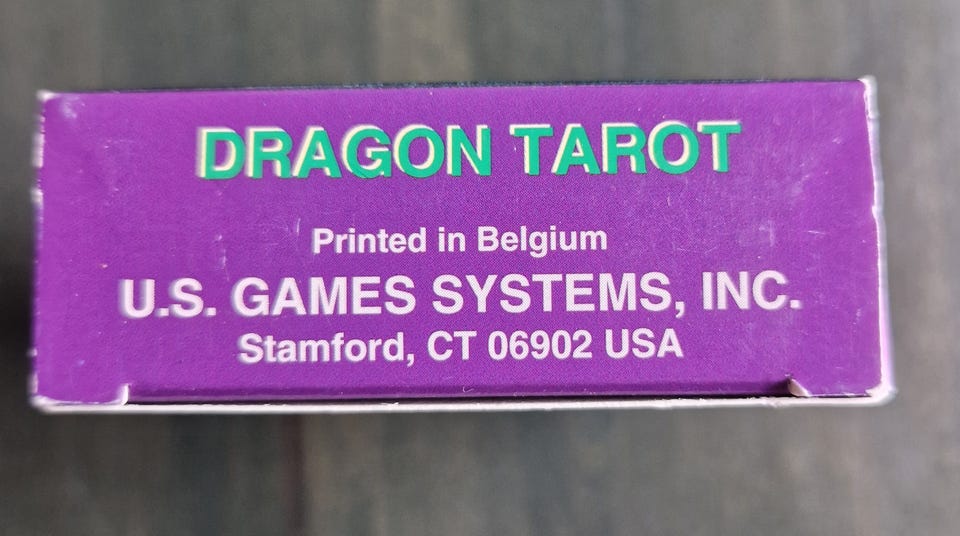 DRAGON TAROT
Printed in Belgium
U.S. GAMES SYSTEMS, INC.
Stamford, CT 06902 USA